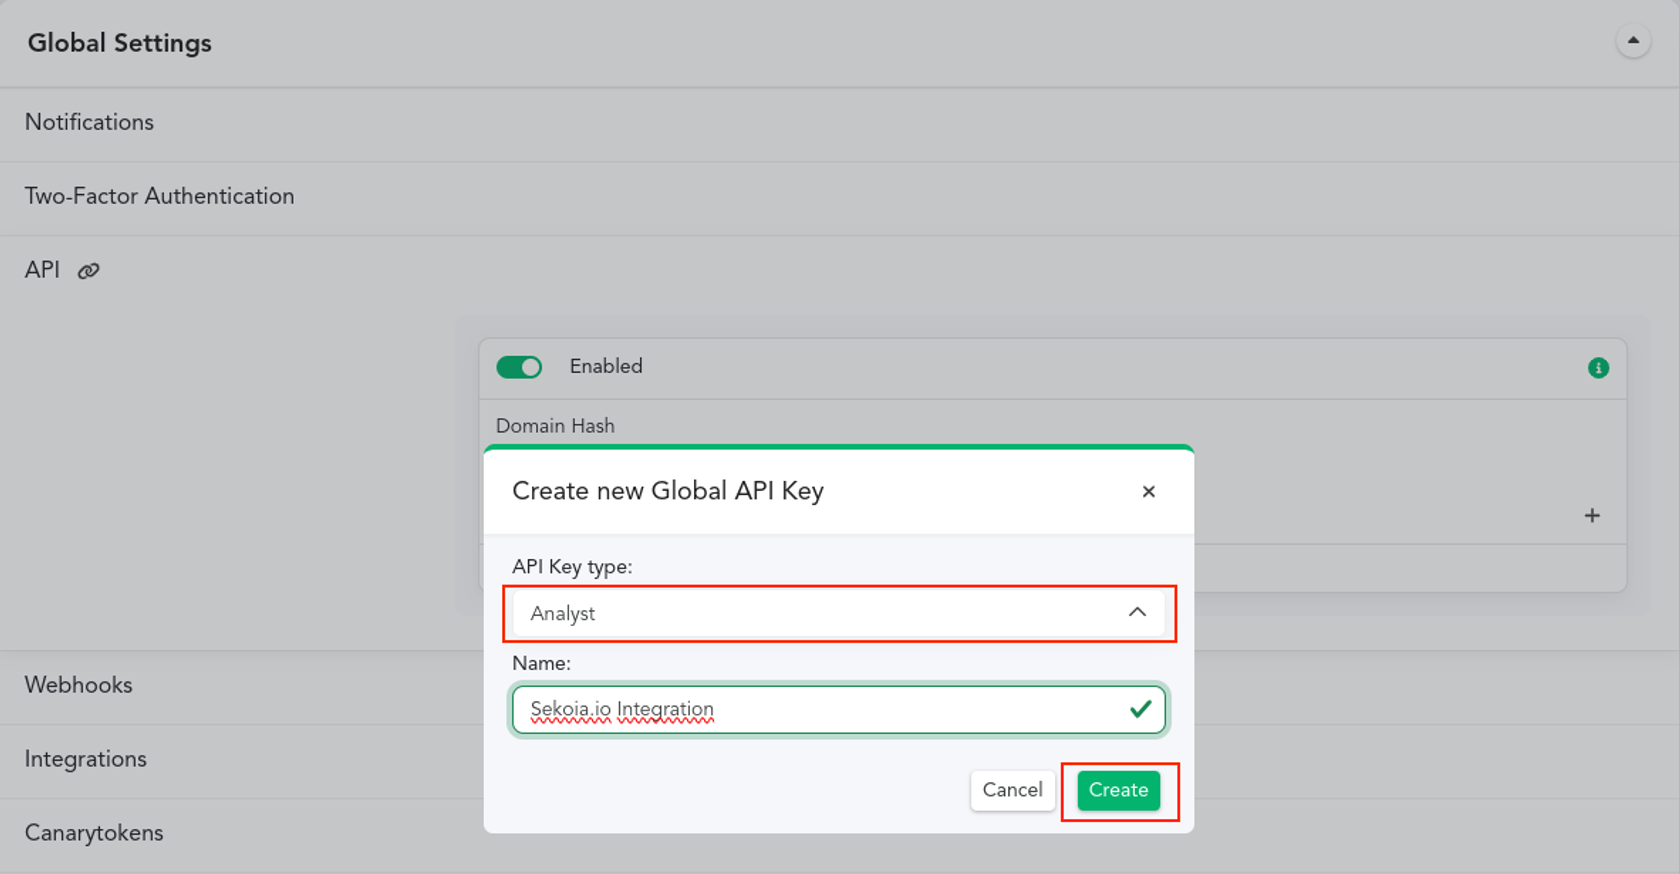 Global Settings
Notifications
Two-Factor Authentication
API
Enabled
Domain Hash
Create new Global API Key
API Key type:
Analyst
Name:
Sekoia.io Integration
Cancel
Create
Webhooks
Integrations
Canarytokens